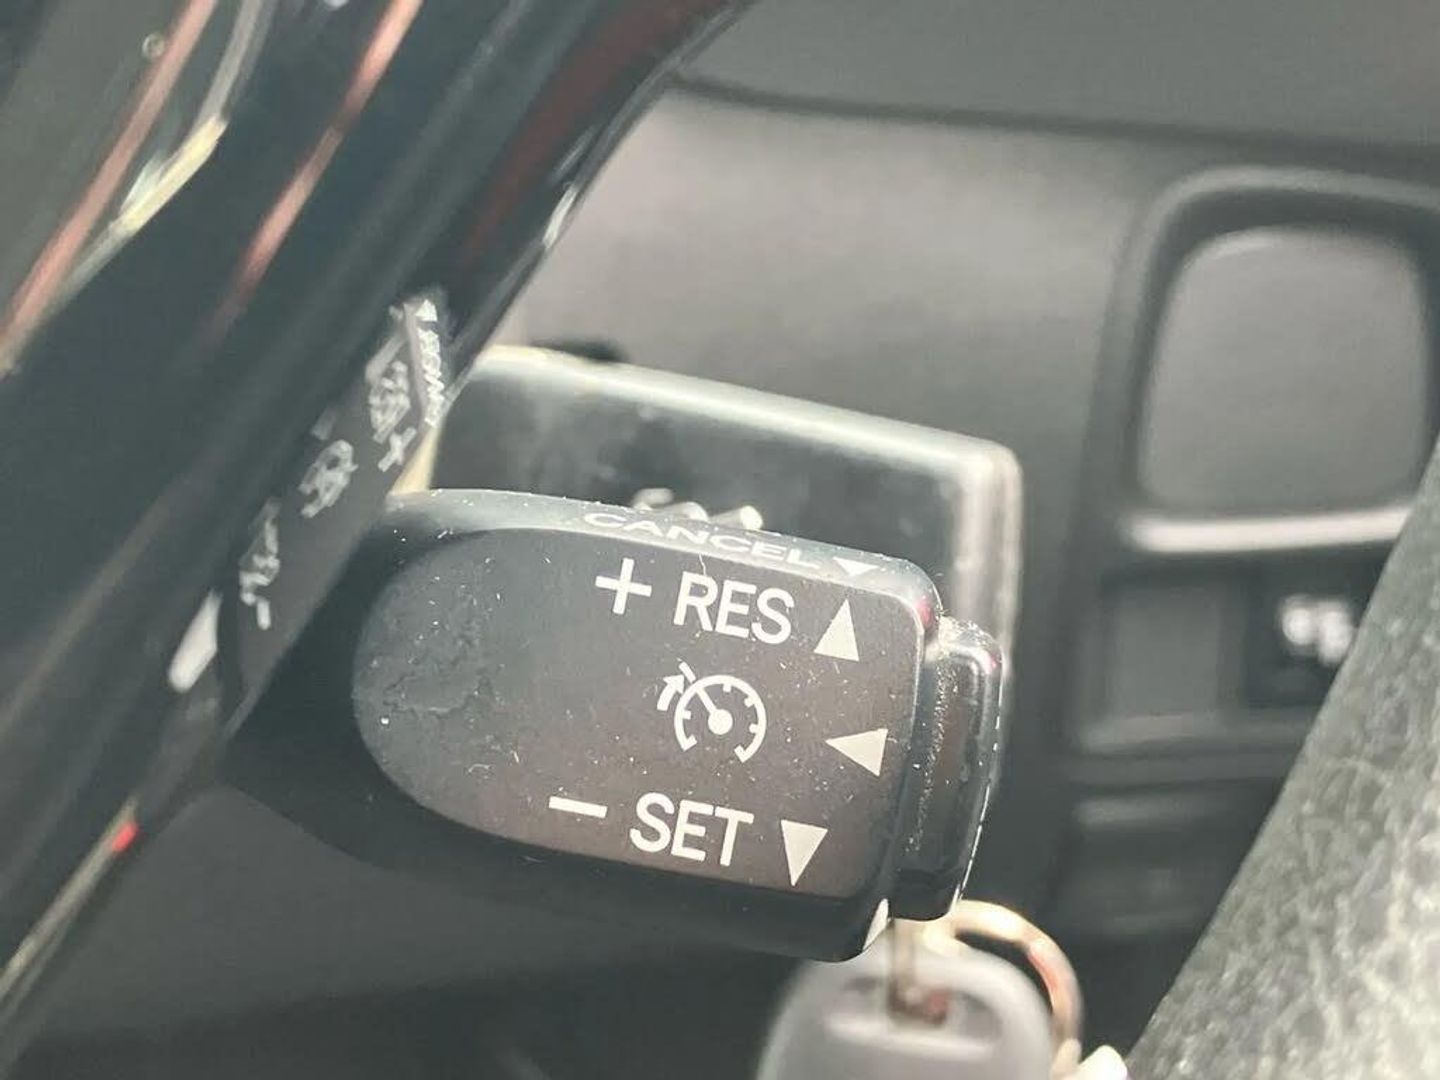 CANCEL ▼
+ RES ▲
◀
− SET ▼